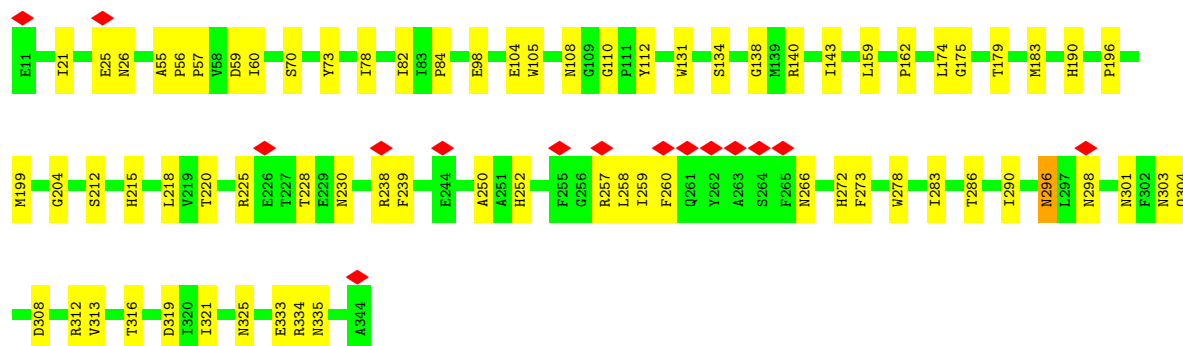 E11 I21 E25 N26 A55 P56 P57 V58 D59 I60 S70 Y73 I78 I82 I83 P84 E98 E104 W105 N108 G109 G110 P111 Y112 W131 S134 G138 M139 R140 I143 L159 P162 L174 G175 T179 M183 H190 P196
M199 G204 S212 H215 L218 V219 T220 R225 E226 T227 T228 E229 N230 R238 F239 E244 A250 A251 H252 F255 G256 R257 L258 I259 F260 Q261 Y262 A263 S264 F265 N266 H272 F273 W278 I283 T286 I290 N296 L297 N298 N301 F302 N303 Q304
D308 R312 V313 T316 D319 I320 I321 N325 E333 R334 N335 A344